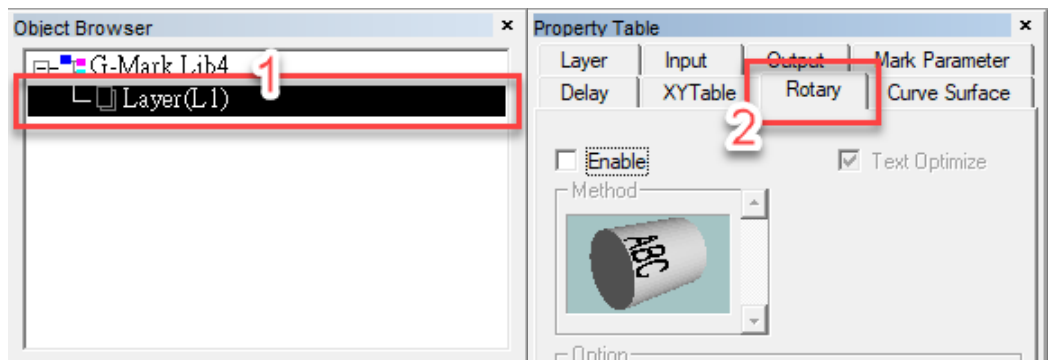 Object Browser ×
G-Mark Lib4
1
Layer(L1)
Property Table ×
Layer Input Output Mark Parameter
Delay XYTable Rotary Curve Surface
2
Enable Text Optimize
Method
ABC
Option